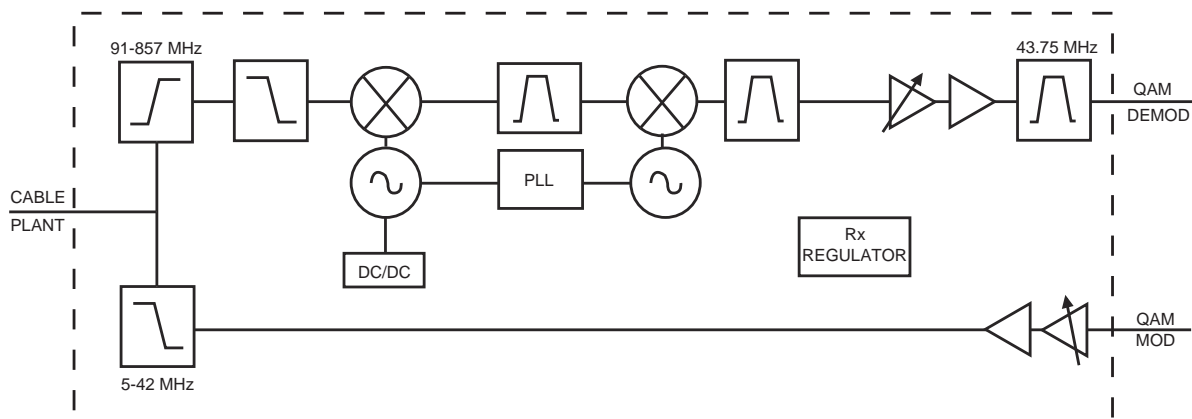 91-857 MHz
43.75 MHz
QAM
DEMOD
PLL
CABLE
PLANT
Rx
REGULATOR
DC/DC
QAM
MOD
5-42 MHz